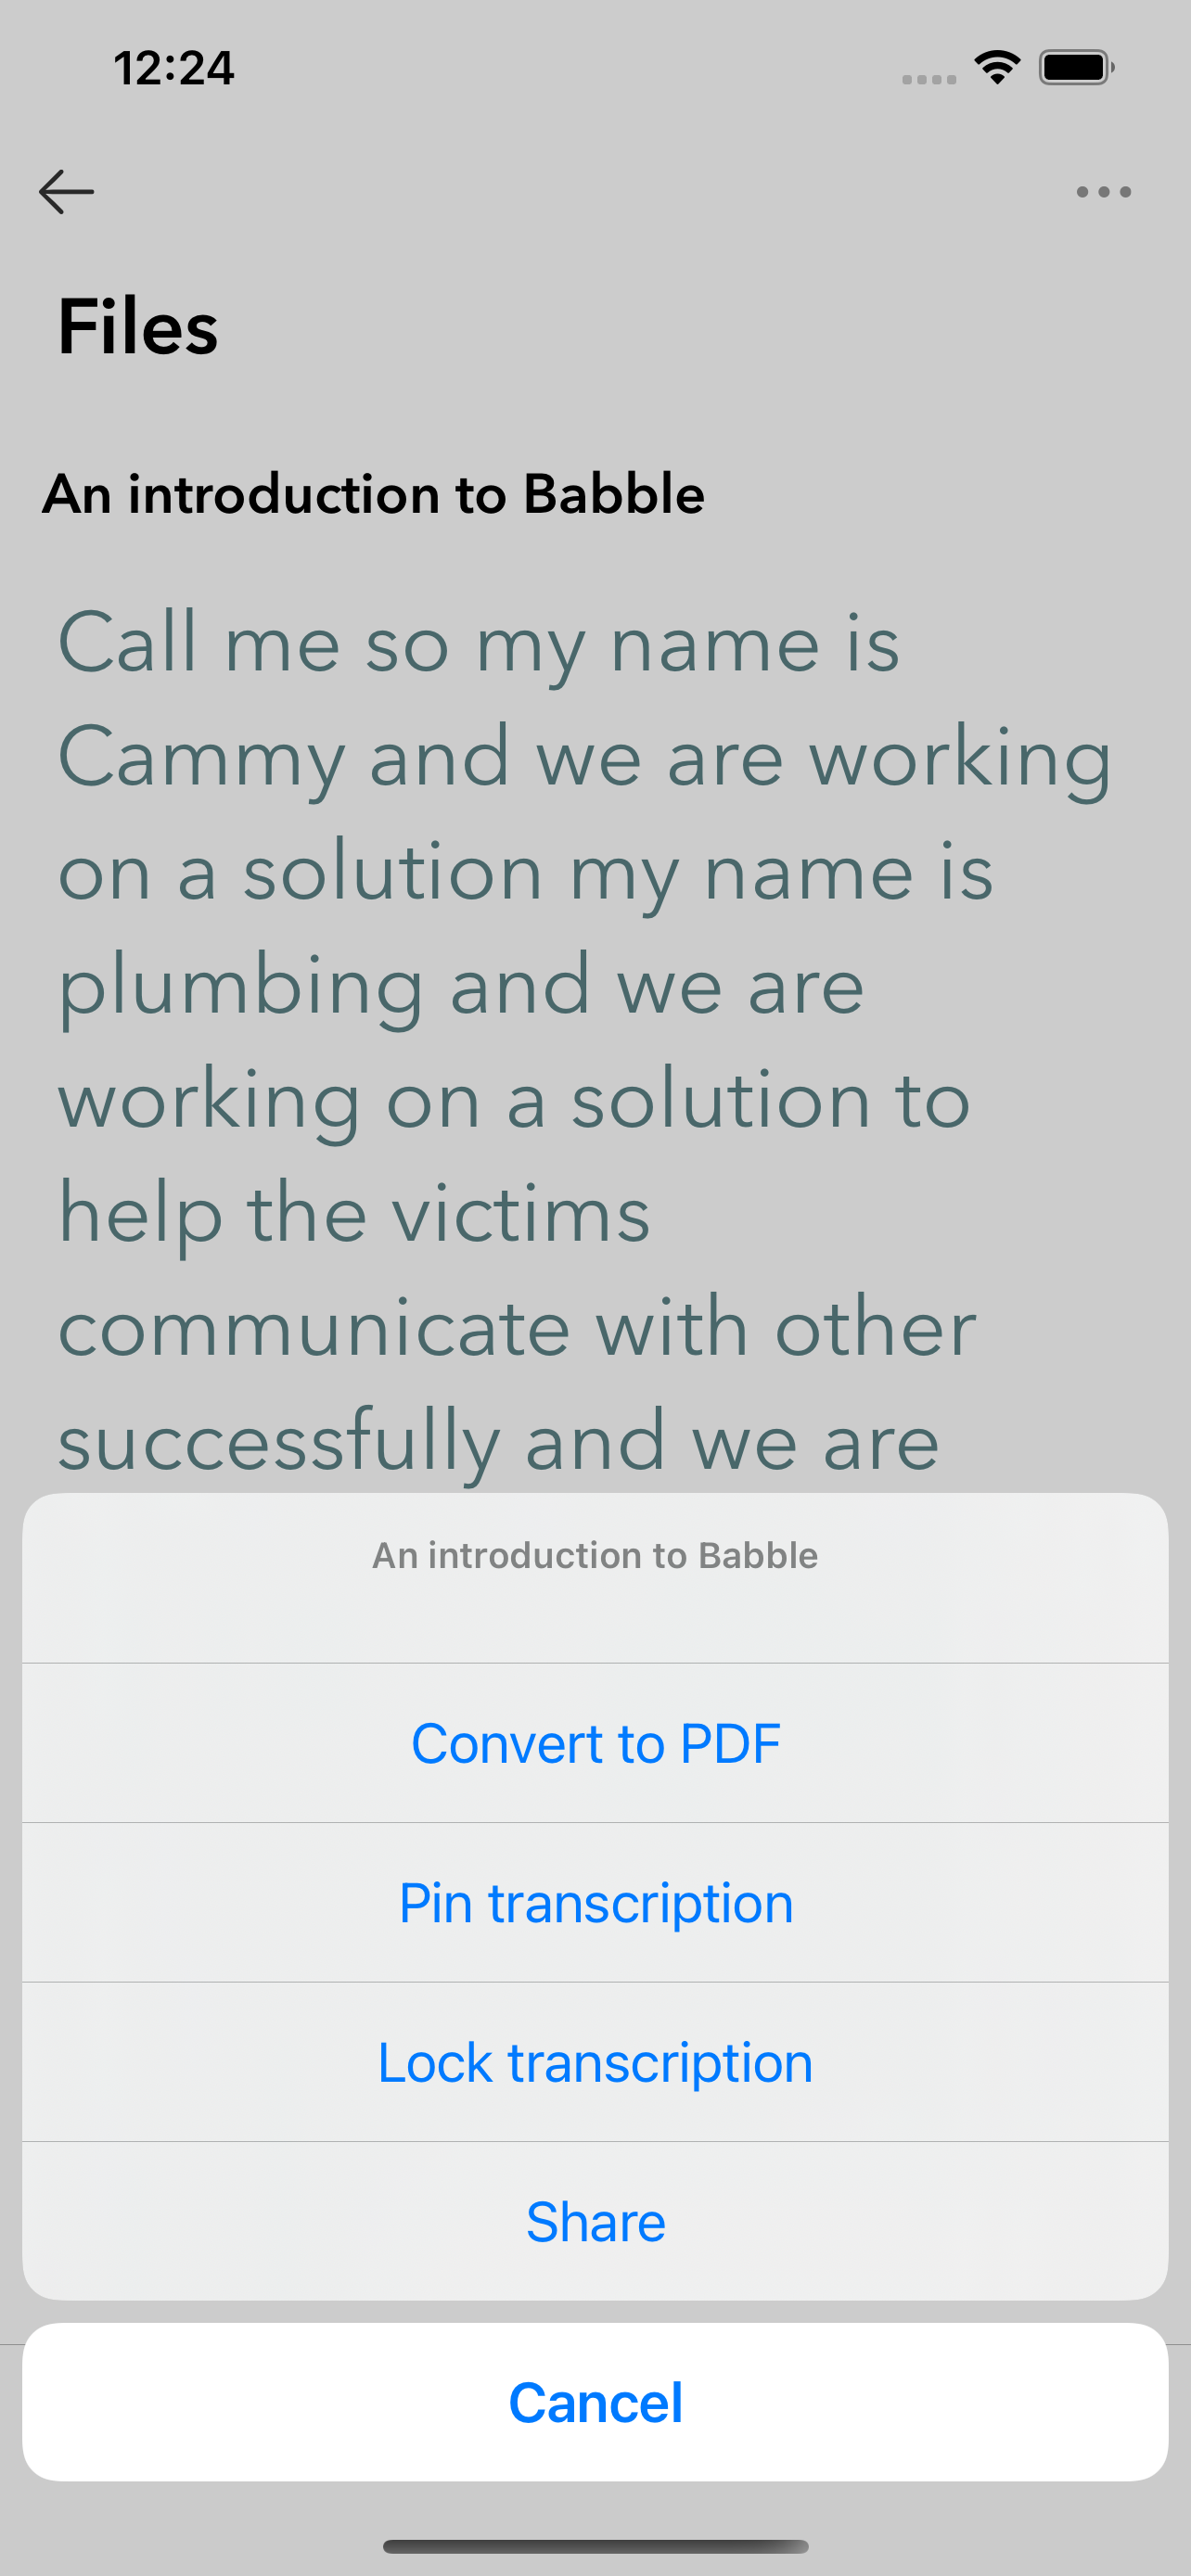 12:24
Files
An introduction to Babble
Call me so my name is
Cammy and we are working
on a solution my name is
plumbing and we are
working on a solution to
help the victims
communicate with other
successfully and we are
An introduction to Babble
Convert to PDF
Pin transcription
Lock transcription
Share
Cancel